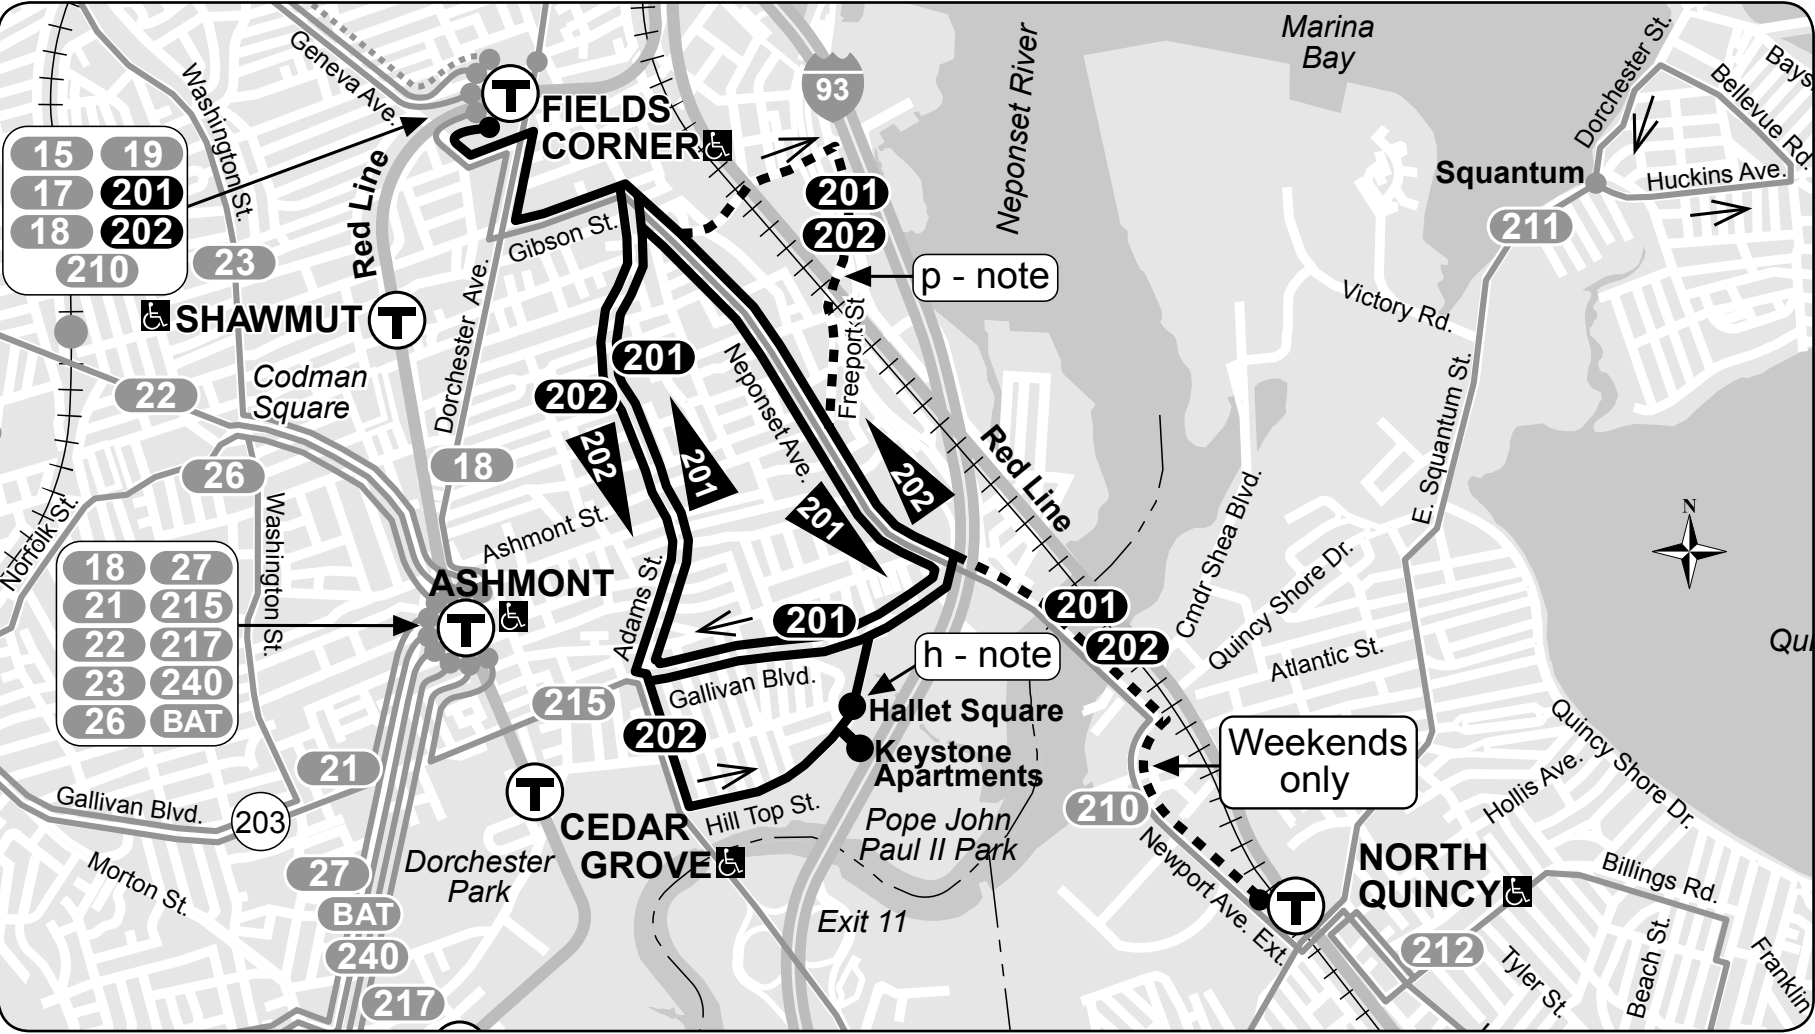 Marina
Bay
Neponset River
Dorchester St.
Bellevue Rd.
Bays
Geneva Ave.
Washington St.
T
FIELDS
CORNER
93
Squantum
Huckins Ave.
211
15 19
17 201
18 202
210
Red Line
23
Gibson St.
201
202
p - note
SHAWMUT
T
Dorchester Ave.
Freeport St
Victory Rd.
Codman
Square
22
201
202
Neponset Ave.
E. Squantum St.
26
18
202
201
201
202
Red Line
N
Norfolk St.
Washington St.
Ashmont St.
Cmdr Shea Blvd.
Quincy Shore Dr.
18 27
21 215
22 217
23 240
26 BAT
ASHMONT
T
Adams St.
201
201
202
Atlantic St.
Qui
h - note
215
Gallivan Blvd.
Hallet Square
202
Keystone
Apartments
Weekends
only
Quincy Shore Dr.
Hollis Ave.
21
T
Gallivan Blvd.
203
CEDAR
GROVE
Hill Top St.
Pope John
Paul II Park
210
Newport Ave. Ext.
Morton St.
27
Dorchester
Park
BAT
240
217
Exit 11
T
NORTH
QUINCY
Billings Rd.
212
Tyler St.
Beach St.
Franklin